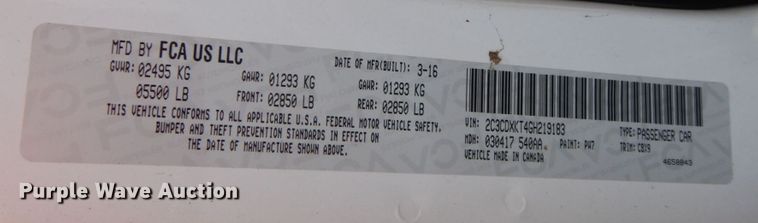 MFD BY FCA US LLC
DATE OF MFR(BUILT): 3-16
GVWR: 02495 KG GAWR: 01293 KG GAWR: 01293 KG
05500 LB FRONT: 02850 LB REAR: 02850 LB
THIS VEHICLE CONFORMS TO ALL APPLICABLE U.S.A. FEDERAL MOTOR VEHICLE SAFETY,
BUMPER AND THEFT PREVENTION STANDARDS IN EFFECT ON
THE DATE OF MANUFACTURE SHOWN ABOVE.
VIN: 2C3CDXKT4GH219183 TYPE: PASSENGER CAR
MDH: 030417 540AA PAINT: PW7 TRIM: C8X9
VEHICLE MADE IN CANADA 4658843
Purple Wave Auction